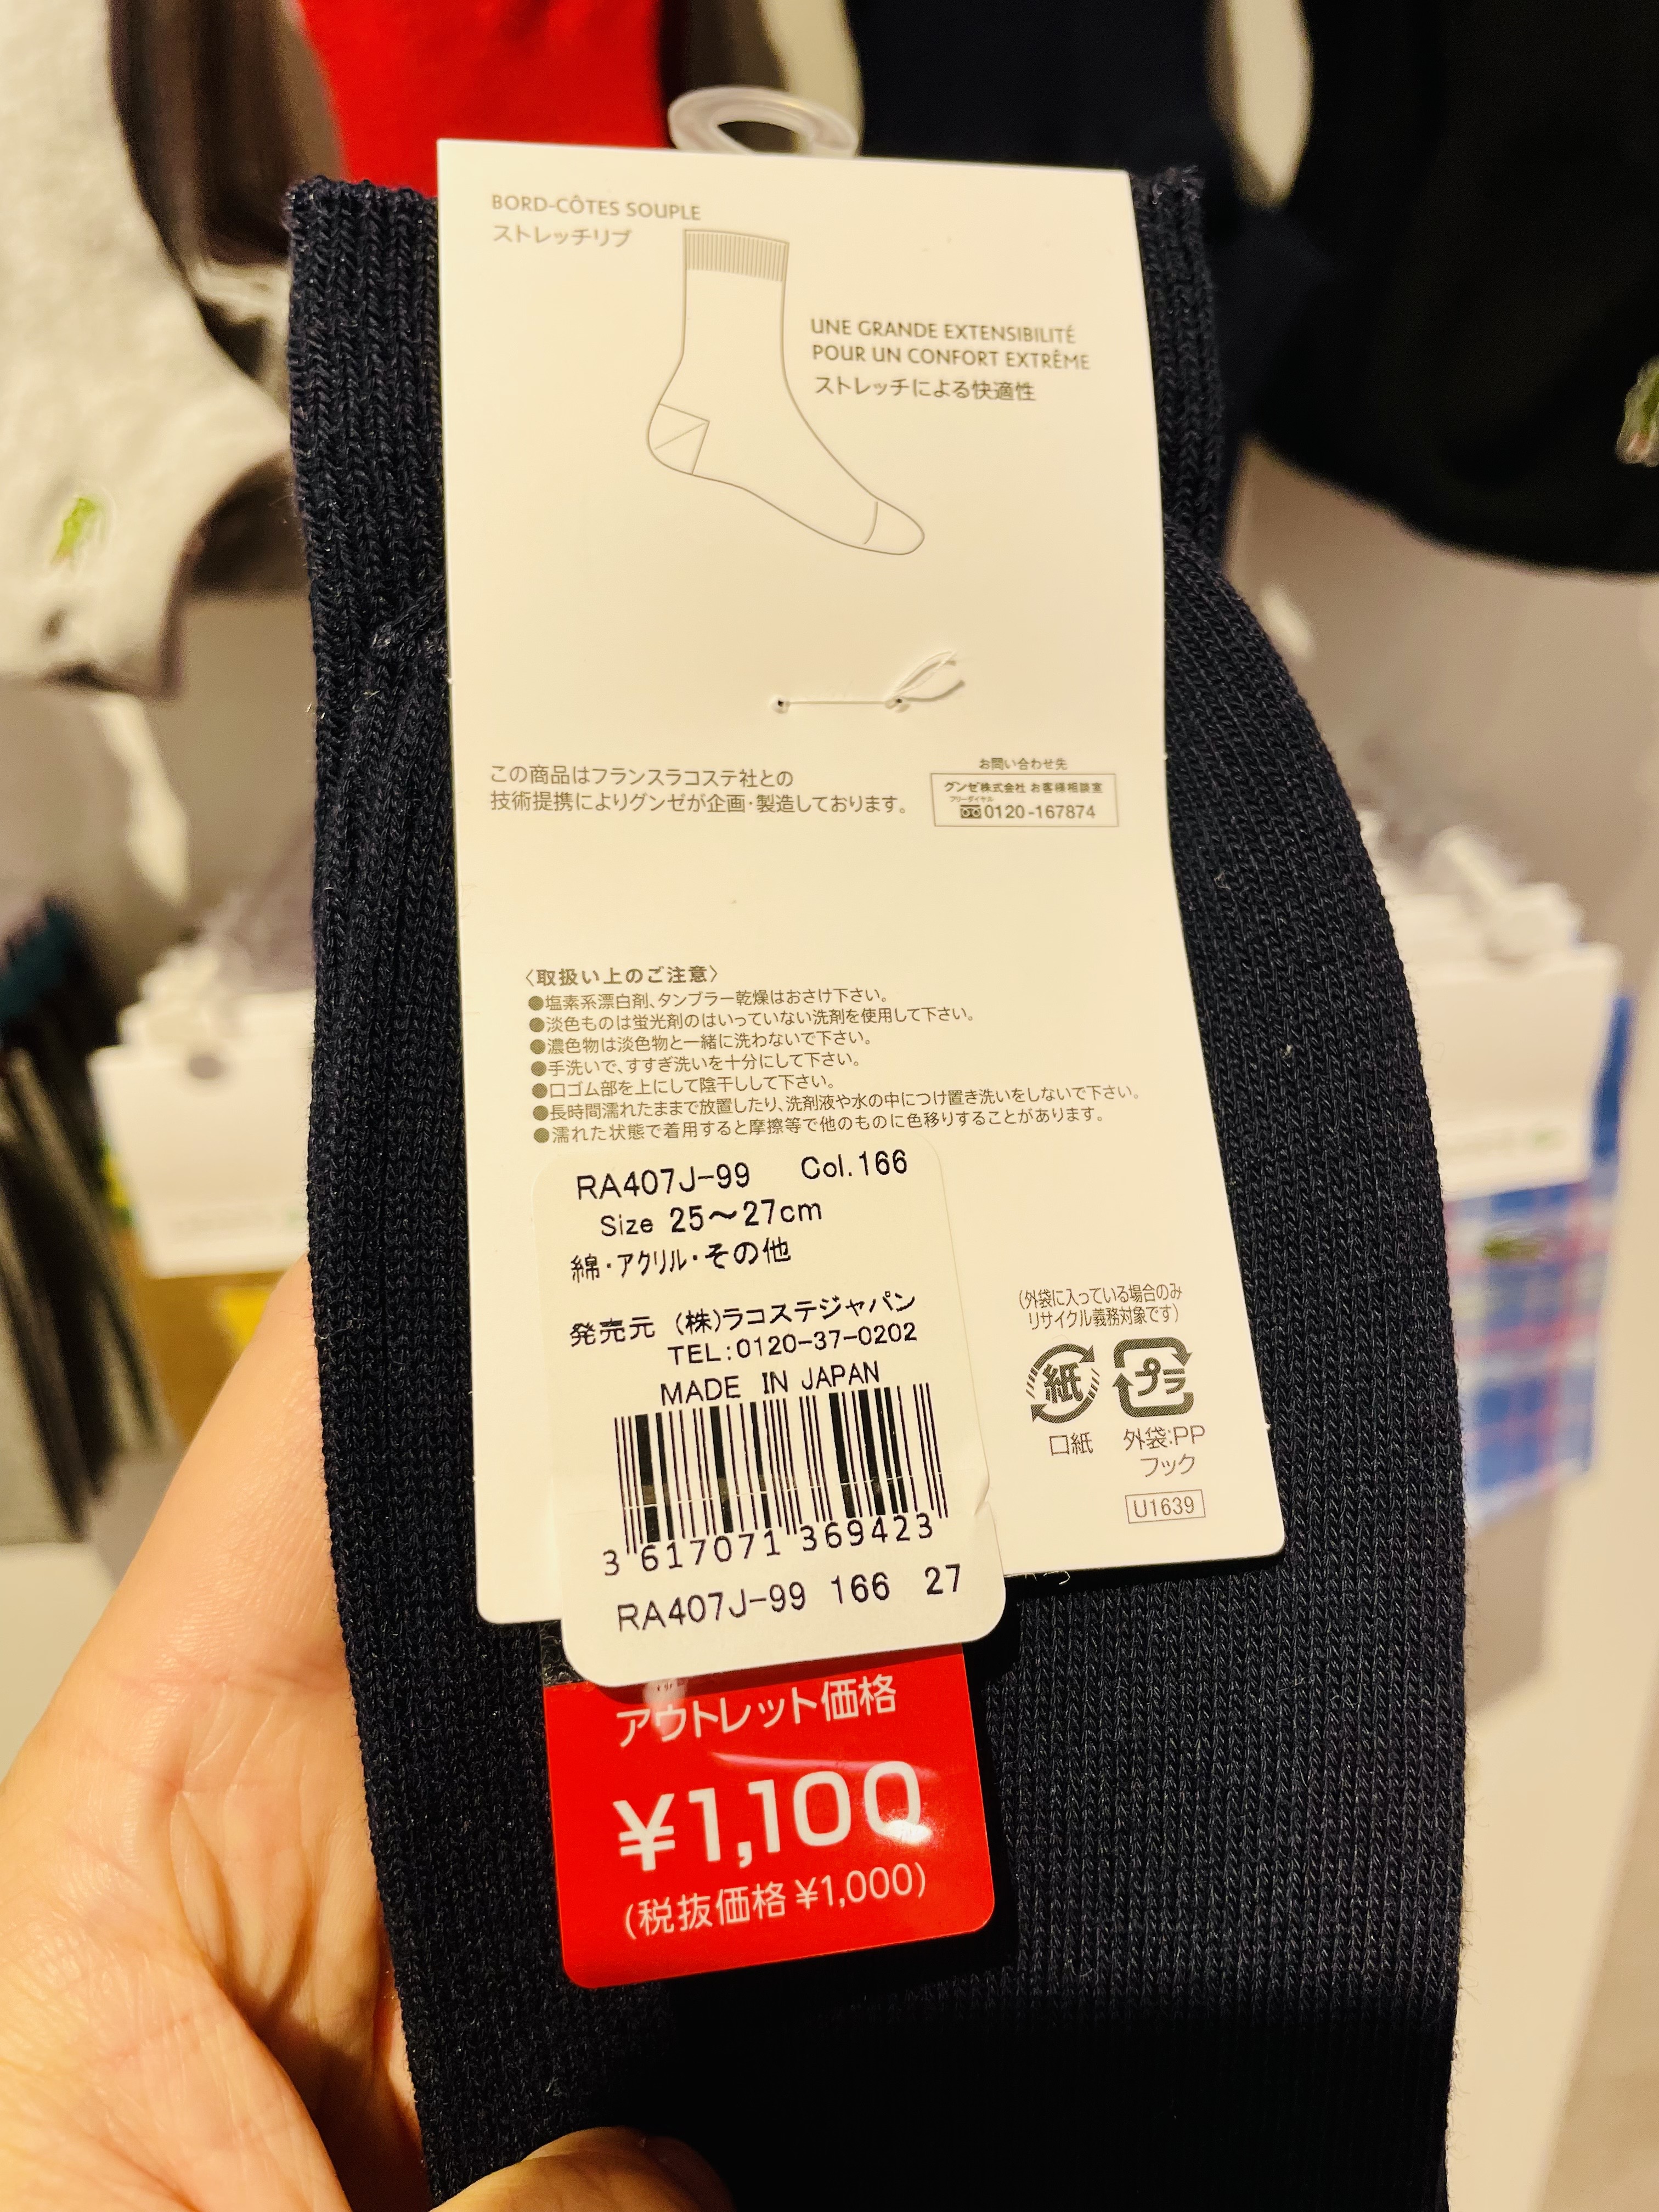 BORD-CÔTES SOUPLE
ストレッチリブ
UNE GRANDE EXTENSIBILITÉ
POUR UN CONFORT EXTRÊME
ストレッチによる快適性
この商品はフランスラコステ社との
技術提携によりグンゼが企画・製造しております。
お問い合わせ先
グンゼ株式会社 お客様相談室
フリーダイヤル
0120-167874
〈取扱い上のご注意〉
●塩素系漂白剤、タンブラー乾燥はおさけ下さい。
●淡色ものは蛍光剤のはいっていない洗剤を使用して下さい。
●濃色物は淡色物と一緒に洗わないで下さい。
●手洗いで、すすぎ洗いを十分にして下さい。
●口ゴム部を上にして陰干しして下さい。
●長時間濡れたままで放置したり、洗剤液や水の中につけ置き洗いをしないで下さい。
●濡れた状態で着用すると摩擦等で他のものに色移りすることがあります。
RA407J-99 Col.166
Size 25〜27cm
綿・アクリル・その他
発売元 (株)ラコステジャパン
TEL:0120-37-0202
MADE IN JAPAN
3 617071 369423
RA407J-99 166 27
(外袋に入っている場合のみ
リサイクル義務対象です)
紙 プラ
口紙 外袋:PP
フック
U1639
アウトレット価格
¥1,100
(税抜価格¥1,000)